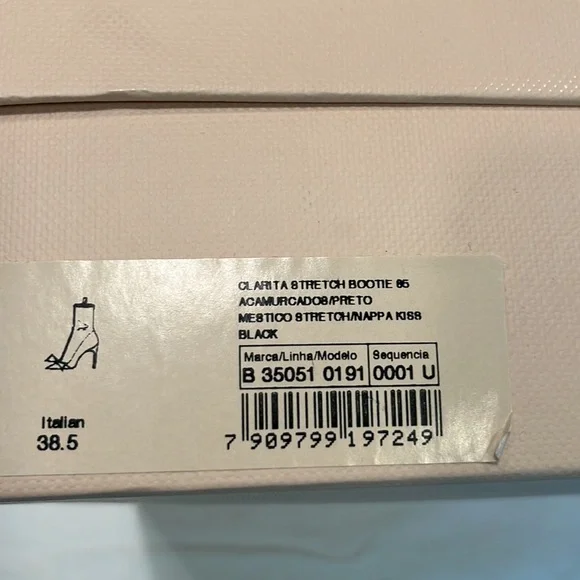 CLARITA STRETCH BOOTIE 85
ACAMURCADOS/PRETO
MESTICO STRETCH/NAPPA KISS
BLACK
Marca/Linha/Modelo Sequencia
B 35051 0191 0001 U
Italian
38.5
7 909799 197249